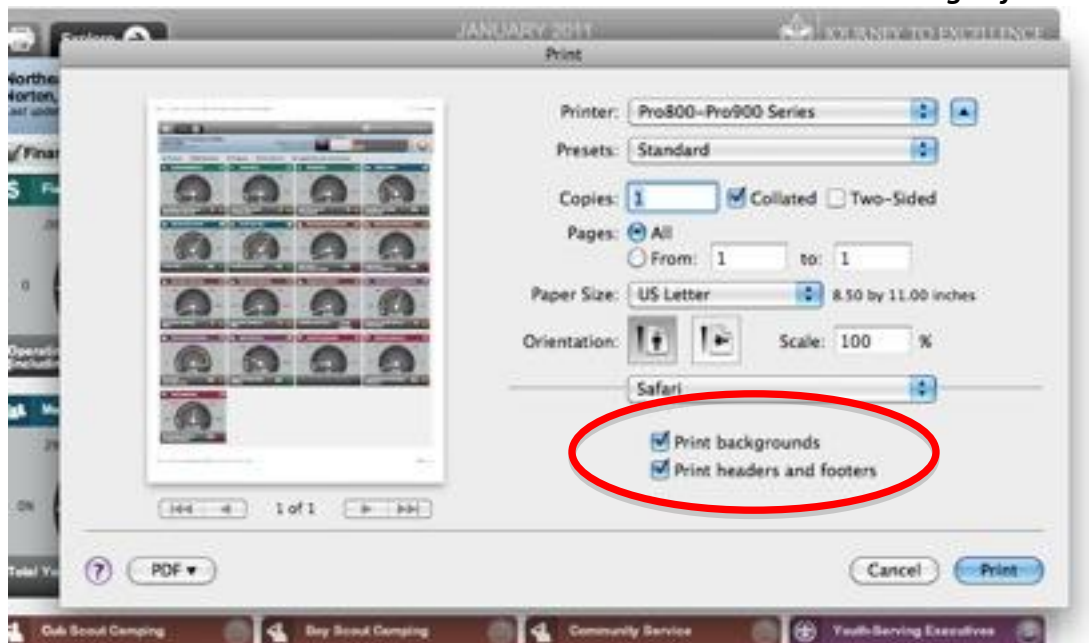 JANUARY 2011
JOURNEY TO EXCELLENCE
Explore
Print
Printer: Pro800-Pro900 Series
Presets: Standard
Copies: 1 Collated Two-Sided
Pages: All
From: 1 to: 1
Paper Size: US Letter 8.50 by 11.00 inches
Orientation: Scale: 100 %
Safari
Print backgrounds
Print headers and footers
1 of 1
? PDF Cancel Print
Cub Scout Camping Boy Scout Camping Community Service Youth-Serving Executives